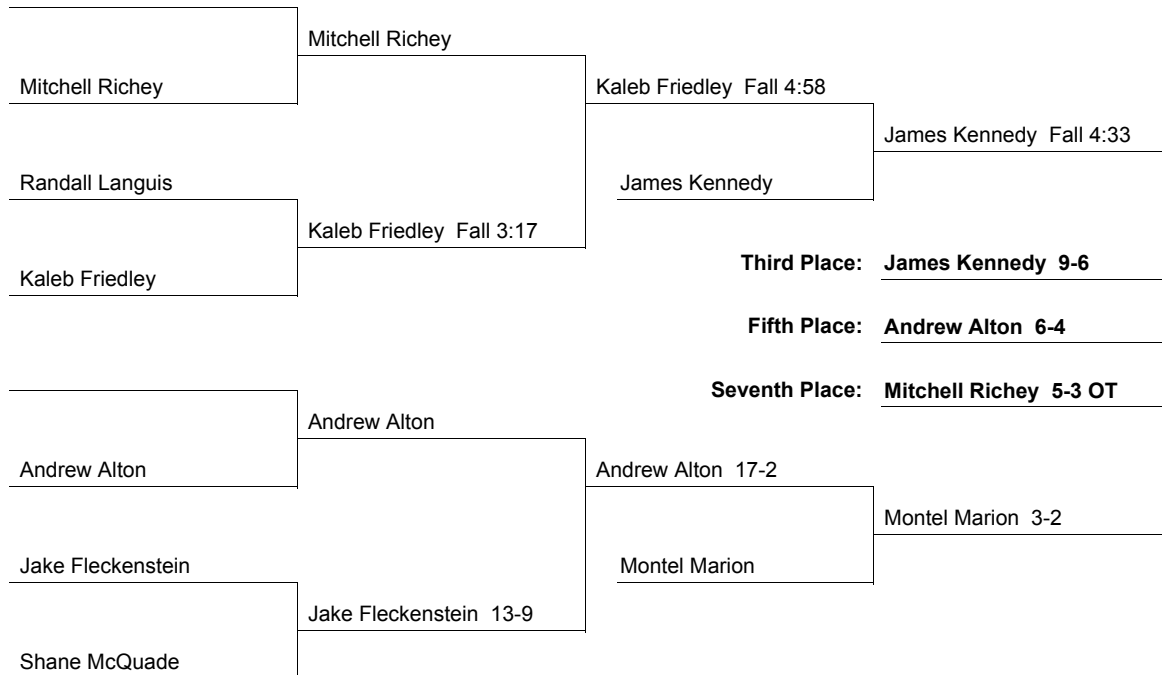 Mitchell Richey
Mitchell Richey
Kaleb Friedley Fall 4:58
James Kennedy Fall 4:33
Randall Languis
James Kennedy
Kaleb Friedley Fall 3:17
Kaleb Friedley
Third Place: James Kennedy 9-6
Fifth Place: Andrew Alton 6-4
Seventh Place: Mitchell Richey 5-3 OT
Andrew Alton
Andrew Alton
Andrew Alton 17-2
Montel Marion 3-2
Jake Fleckenstein
Montel Marion
Jake Fleckenstein 13-9
Shane McQuade